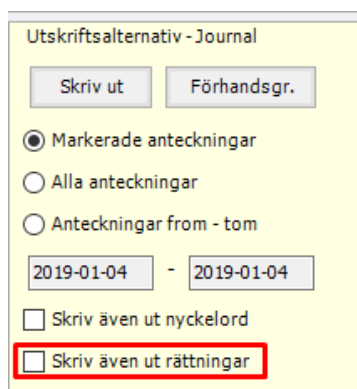 Utskriftsalternativ - Journal
Skriv ut Förhandsgr.
Markerade anteckningar
Alla anteckningar
Anteckningar from - tom
2019-01-04 - 2019-01-04
Skriv även ut nyckelord
Skriv även ut rättningar